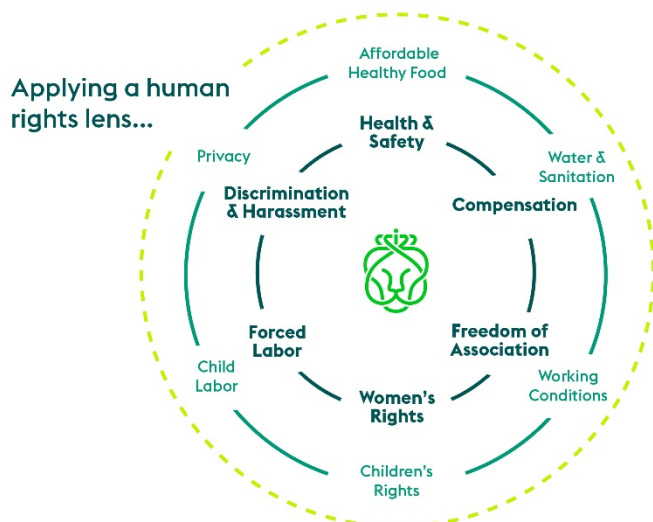 Applying a human
rights lens...
Affordable
Healthy Food
Health &
Safety
Privacy
Water &
Sanitation
Discrimination
& Harassment
Compensation
Forced
Labor
Freedom of
Association
Child
Labor
Working
Conditions
Women's
Rights
Children's
Rights